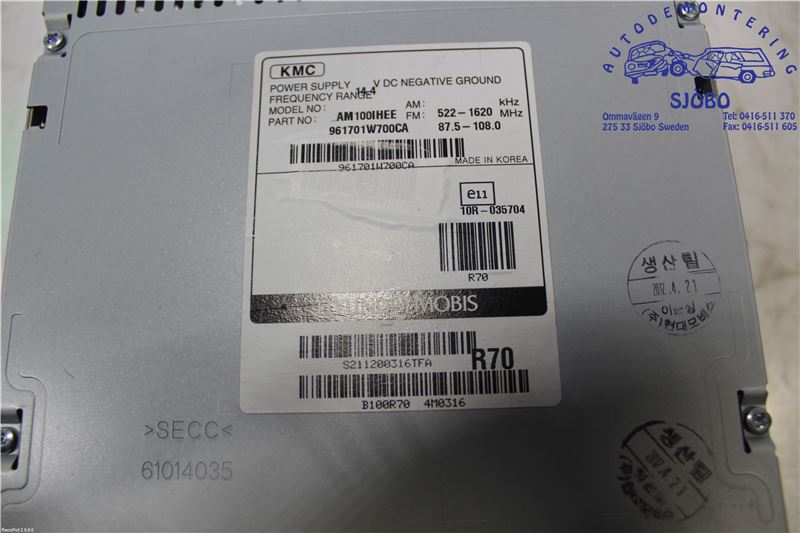 KMC
POWER SUPPLY 14.4 V DC NEGATIVE GROUND
FREQUENCY RANGE
MODEL NO: AM100IHEE AM: 522-1620 KHz
PART NO: 961701W700CA FM: 87.5-108.0 MHz
961701W700CA
MADE IN KOREA
e11
10R-035704
R70
MOBIS
S211200316TFA
R70
B100R70 4M0316
>SECC<
61014035
생산팀
2012.4.21
생산팀
2012.4.21
AUTODEMONTERING
SJÖBO
Ommavägen 9
275 33 Sjöbo Sweden
Tel: 0416-511 370
Fax: 0416-511 605